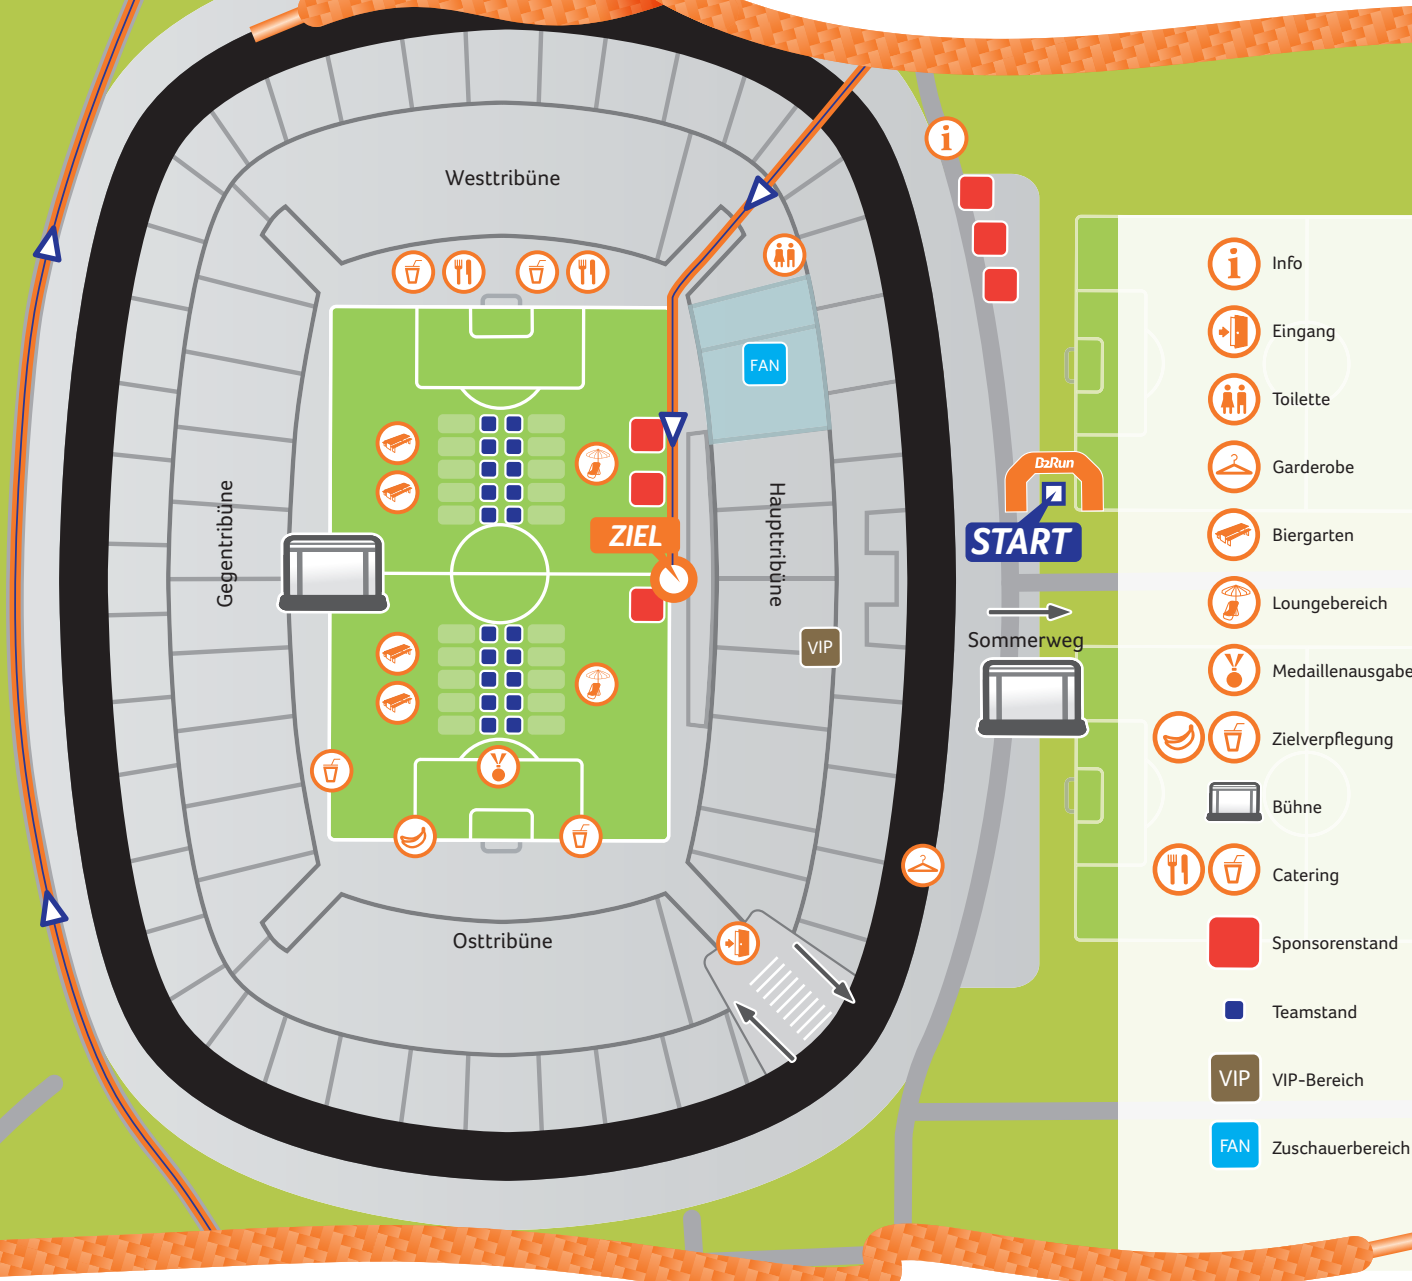 Westtribüne
FAN
Gegentribüne
Haupttribüne
ZIEL
VIP
Osttribüne
D2Run
START
Sommerweg
Info
Eingang
Toilette
Garderobe
Biergarten
Loungebereich
Medaillenausgabe
Zielverpflegung
Bühne
Catering
Sponsorenstand
Teamstand
VIP VIP-Bereich
FAN Zuschauerbereich